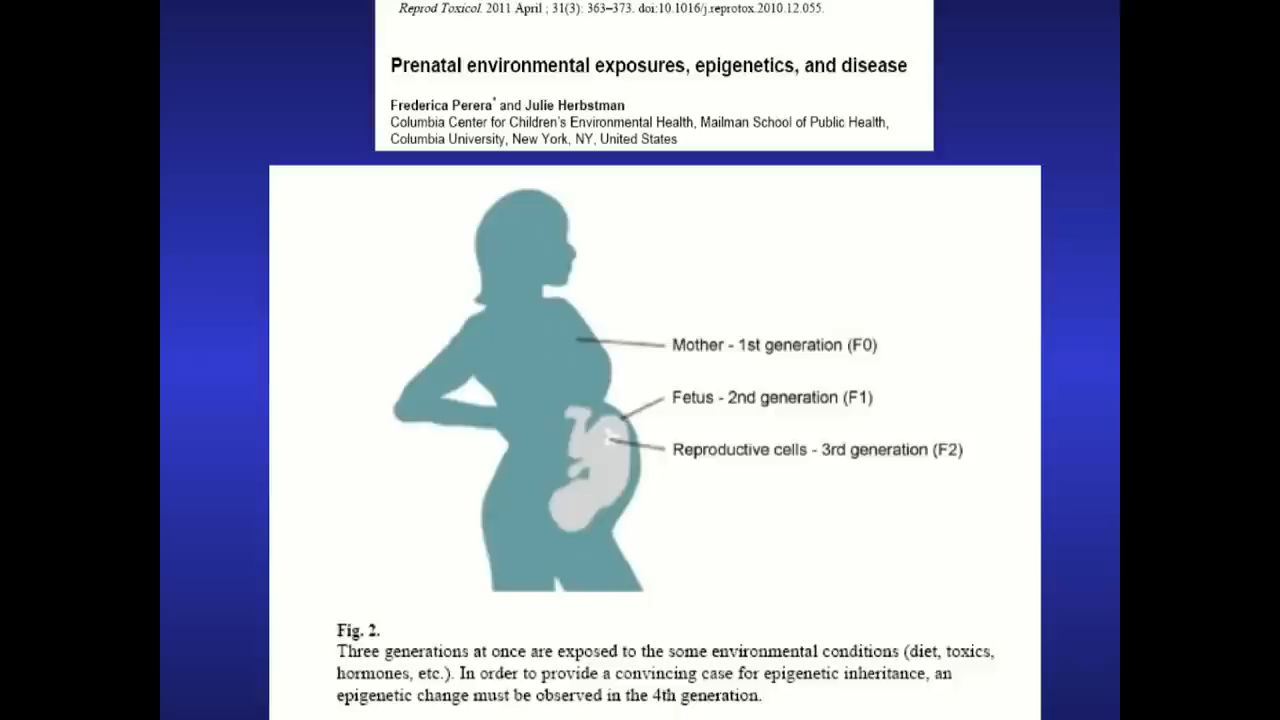 Reprod Toxicol. 2011 April ; 31(3): 363–373. doi:10.1016/j.reprotox.2010.12.055.
Prenatal environmental exposures, epigenetics, and disease
Frederica Perera* and Julie Herbstman
Columbia Center for Children's Environmental Health, Mailman School of Public Health,
Columbia University, New York, NY, United States
Mother - 1st generation (F0)
Fetus - 2nd generation (F1)
Reproductive cells - 3rd generation (F2)
Fig. 2.
Three generations at once are exposed to the some environmental conditions (diet, toxics,
hormones, etc.). In order to provide a convincing case for epigenetic inheritance, an
epigenetic change must be observed in the 4th generation.